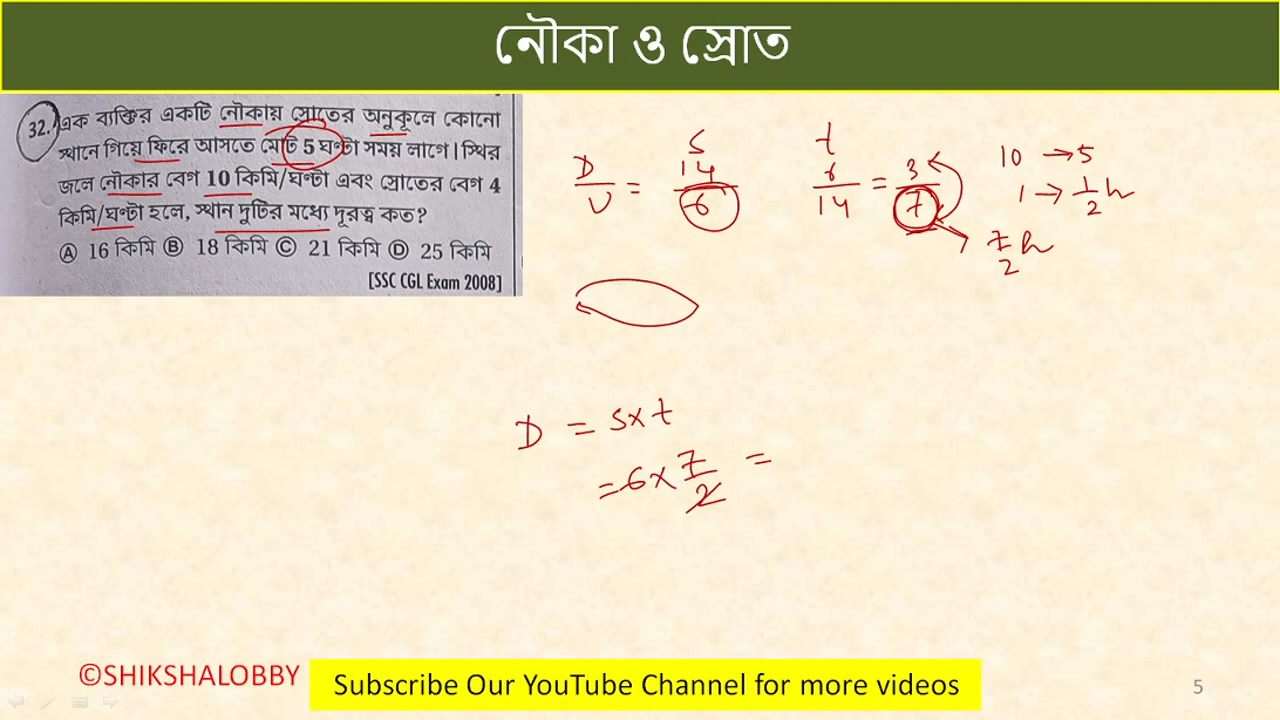 নৌকা ও স্রোত
32. এক ব্যক্তির একটি নৌকায় স্রোতের অনুকূলে কোনো
স্থানে গিয়ে ফিরে আসতে মোট 5 ঘণ্টা সময় লাগে। স্থির
জলে নৌকার বেগ 10 কিমি/ঘণ্টা এবং স্রোতের বেগ 4
কিমি/ঘণ্টা হলে, স্থান দুটির মধ্যে দূরত্ব কত?
Ⓐ 16 কিমি Ⓑ 18 কিমি Ⓒ 21 কিমি Ⓓ 25 কিমি
[SSC CGL Exam 2008]
S t
D/U = 14/6 6/14 = 3/7
10 → 5
1 → 1/2 h
7/2 h
D = S x t
= 6 x 7/2 =
©SHIKSHALOBBY
Subscribe Our YouTube Channel for more videos
5